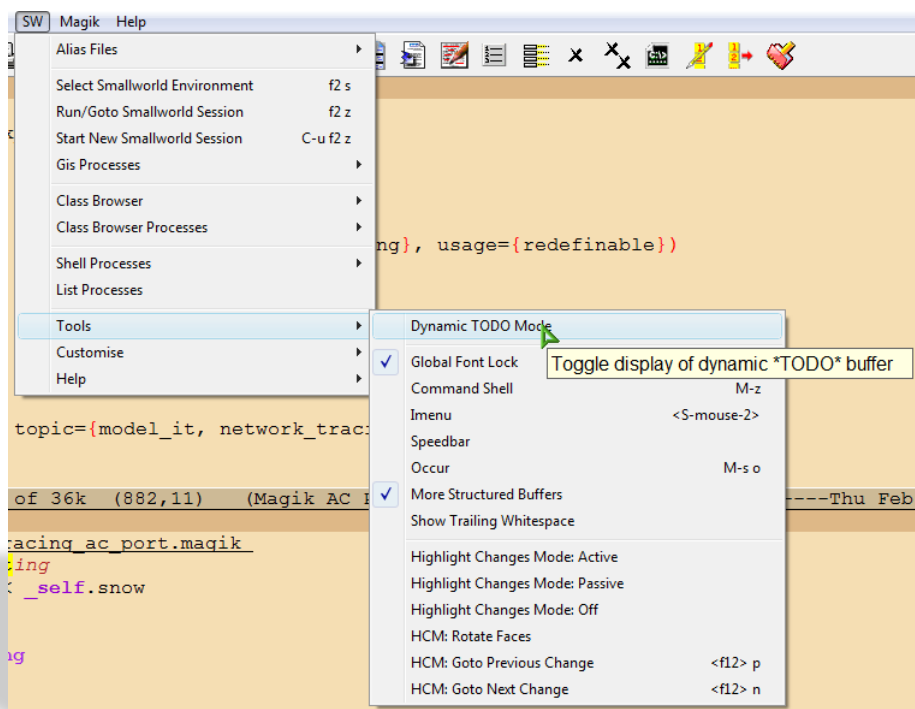 SW Magik Help
Alias Files
Select Smallworld Environment f2 s
Run/Goto Smallworld Session f2 z
Start New Smallworld Session C-u f2 z
Gis Processes
Class Browser
Class Browser Processes
ng}, usage={redefinable})
Shell Processes
List Processes
Tools
Customise
Help
Dynamic TODO Mode
Toggle display of dynamic *TODO* buffer
Global Font Lock
Command Shell M-z
Imenu <S-mouse-2>
Speedbar
Occur M-s o
More Structured Buffers
Show Trailing Whitespace
Highlight Changes Mode: Active
Highlight Changes Mode: Passive
Highlight Changes Mode: Off
HCM: Rotate Faces
HCM: Goto Previous Change <f12> p
HCM: Goto Next Change <f12> n
topic={model_it, network_traci
of 36k (882,11) (Magik AC ----Thu Feb
racing_ac_port.magik
ting
_self.snow
ng